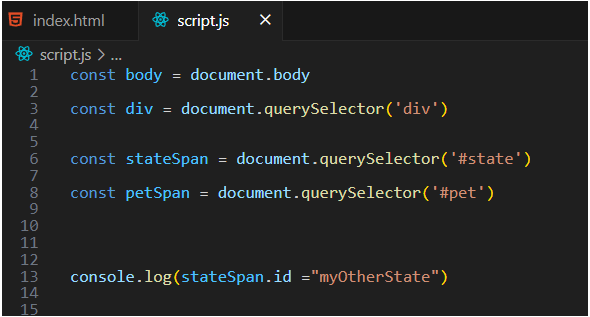 index.html script.js ×
script.js > ...
1 const body = document.body
2
3 const div = document.querySelector('div')
4
5
6 const stateSpan = document.querySelector('#state')
7
8 const petSpan = document.querySelector('#pet')
9
10
11
12
13 console.log(stateSpan.id ="myOtherState")
14
15